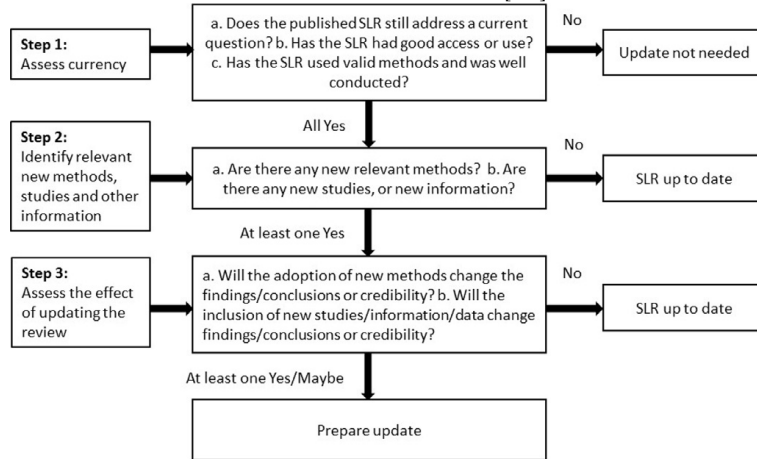 Step 1:
Assess currency
a. Does the published SLR still address a current
question? b. Has the SLR had good access or use?
c. Has the SLR used valid methods and was well
conducted?
No
Update not needed
All Yes
Step 2:
Identify relevant
new methods,
studies and other
information
a. Are there any new relevant methods?  b. Are
there any new studies, or new information?
No
SLR up to date
At least one Yes
Step 3:
Assess the effect
of updating the
review
a. Will the adoption of new methods change the
findings/conclusions or credibility? b. Will the
inclusion of new studies/information/data change
findings/conclusions or credibility?
No
SLR up to date
At least one Yes/Maybe
Prepare update